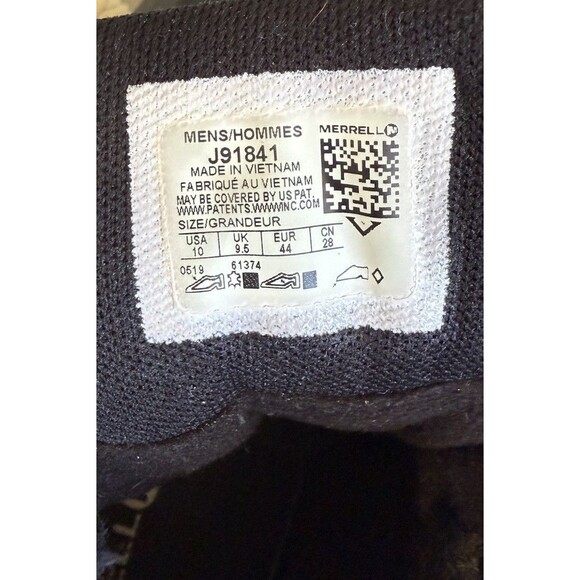 MENS/HOMMES
MERRELL
J91841
MADE IN VIETNAM
FABRIQUÉ AU VIETNAM
MAY BE COVERED BY US PAT.
WWW.PATENTS.WWWINC.COM
SIZE/GRANDEUR
USA UK EUR CN
10 9.5 44 28
0519 61374